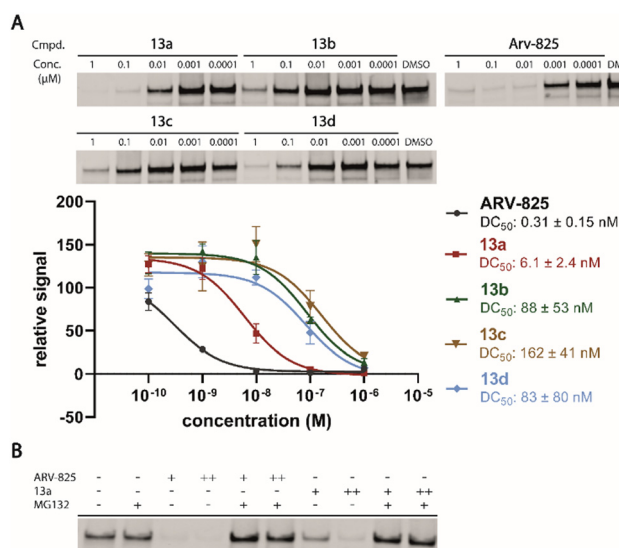 A
Cmpd. 13a 13b Arv-825
Conc. (μM) 1 0.1 0.01 0.001 0.0001 1 0.1 0.01 0.001 0.0001 DMSO 1 0.1 0.01 0.001 0.0001
13c 13d
1 0.1 0.01 0.001 0.0001 1 0.1 0.01 0.001 0.0001 DMSO
relative signal
200
150
100
50
0
-50
10-10 10-9 10-8 10-7 10-6 10-5
concentration (M)
ARV-825
DC50: 0.31 ± 0.15 nM
13a
DC50: 6.1 ± 2.4 nM
13b
DC50: 88 ± 53 nM
13c
DC50: 162 ± 41 nM
13d
DC50: 83 ± 80 nM
B
ARV-825 - - + ++ + ++ - - - -
13a - - - - - - + ++ + ++
MG132 - + - - + + - - + +